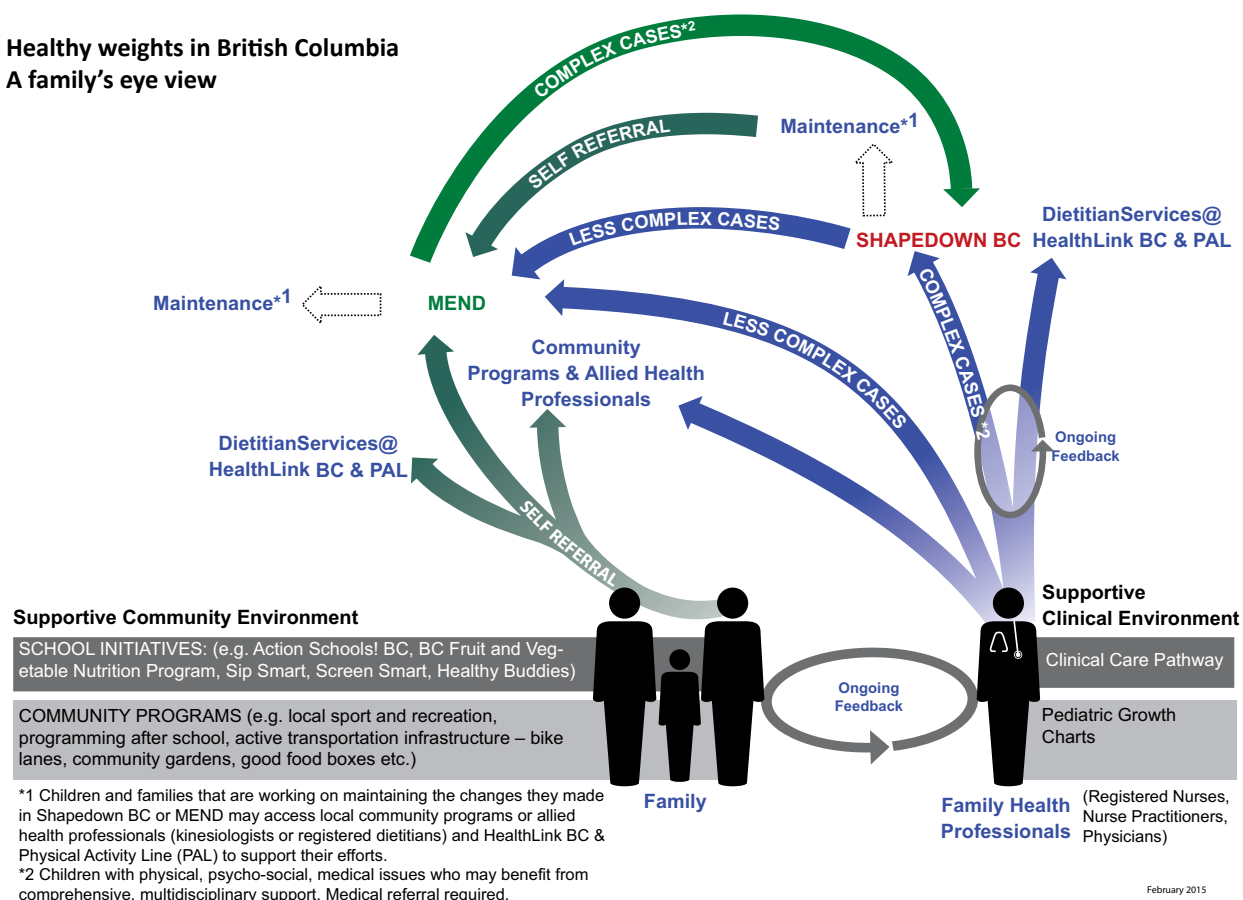 Healthy weights in British Columbia
A family's eye view
COMPLEX CASES*2
SELF REFERRAL
Maintenance*1
LESS COMPLEX CASES
SHAPEDOWN BC
DietitianServices@
HealthLink BC & PAL
Maintenance*1
MEND
COMPLEX CASES*2
LESS COMPLEX CASES
Community
Programs & Allied Health
Professionals
DietitianServices@
HealthLink BC & PAL
Ongoing
Feedback
SELF REFERRAL
Supportive Community Environment
Supportive
Clinical Environment
SCHOOL INITIATIVES: (e.g. Action Schools! BC, BC Fruit and Veg-
etable Nutrition Program, Sip Smart, Screen Smart, Healthy Buddies)
Clinical Care Pathway
Ongoing
Feedback
COMMUNITY PROGRAMS (e.g. local sport and recreation,
programming after school, active transportation infrastructure – bike
lanes, community gardens, good food boxes etc.)
Pediatric Growth
Charts
Family
Family Health
Professionals
(Registered Nurses,
Nurse Practitioners,
Physicians)
*1 Children and families that are working on maintaining the changes they made
in Shapedown BC or MEND may access local community programs or allied
health professionals (kinesiologists or registered dietitians) and HealthLink BC &
Physical Activity Line (PAL) to support their efforts.
*2 Children with physical, psycho-social, medical issues who may benefit from
comprehensive, multidisciplinary support. Medical referral required.
February 2015